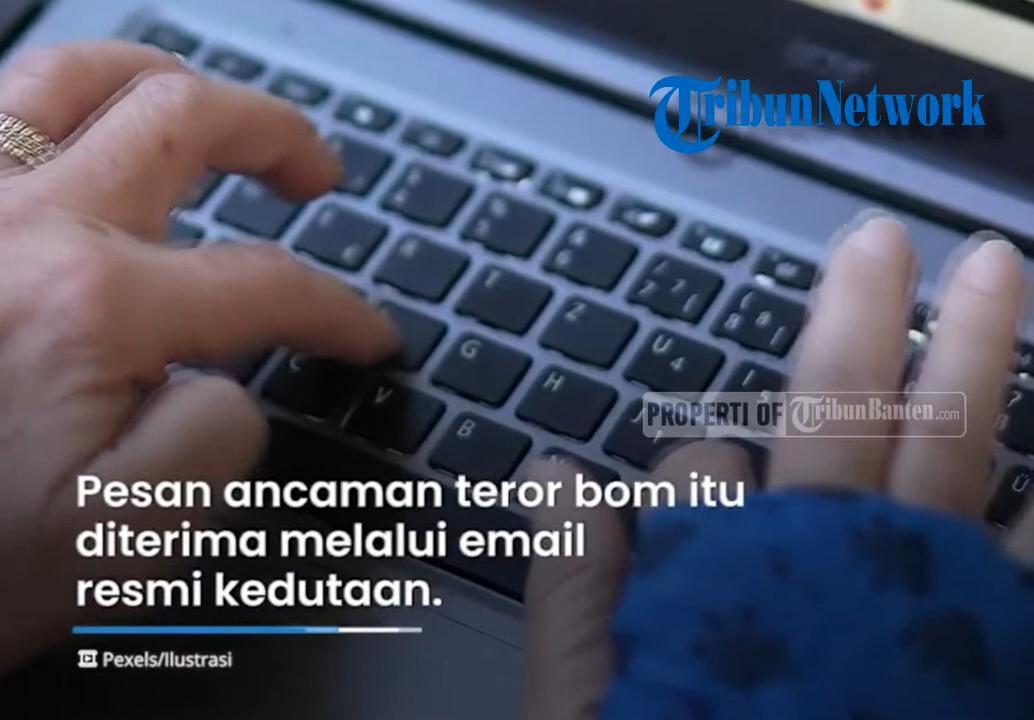 TribunNetwork
PROPERTI OF TribunBanten.com
Pesan ancaman teror bom itu
diterima melalui email
resmi kedutaan.
Pexels/Ilustrasi